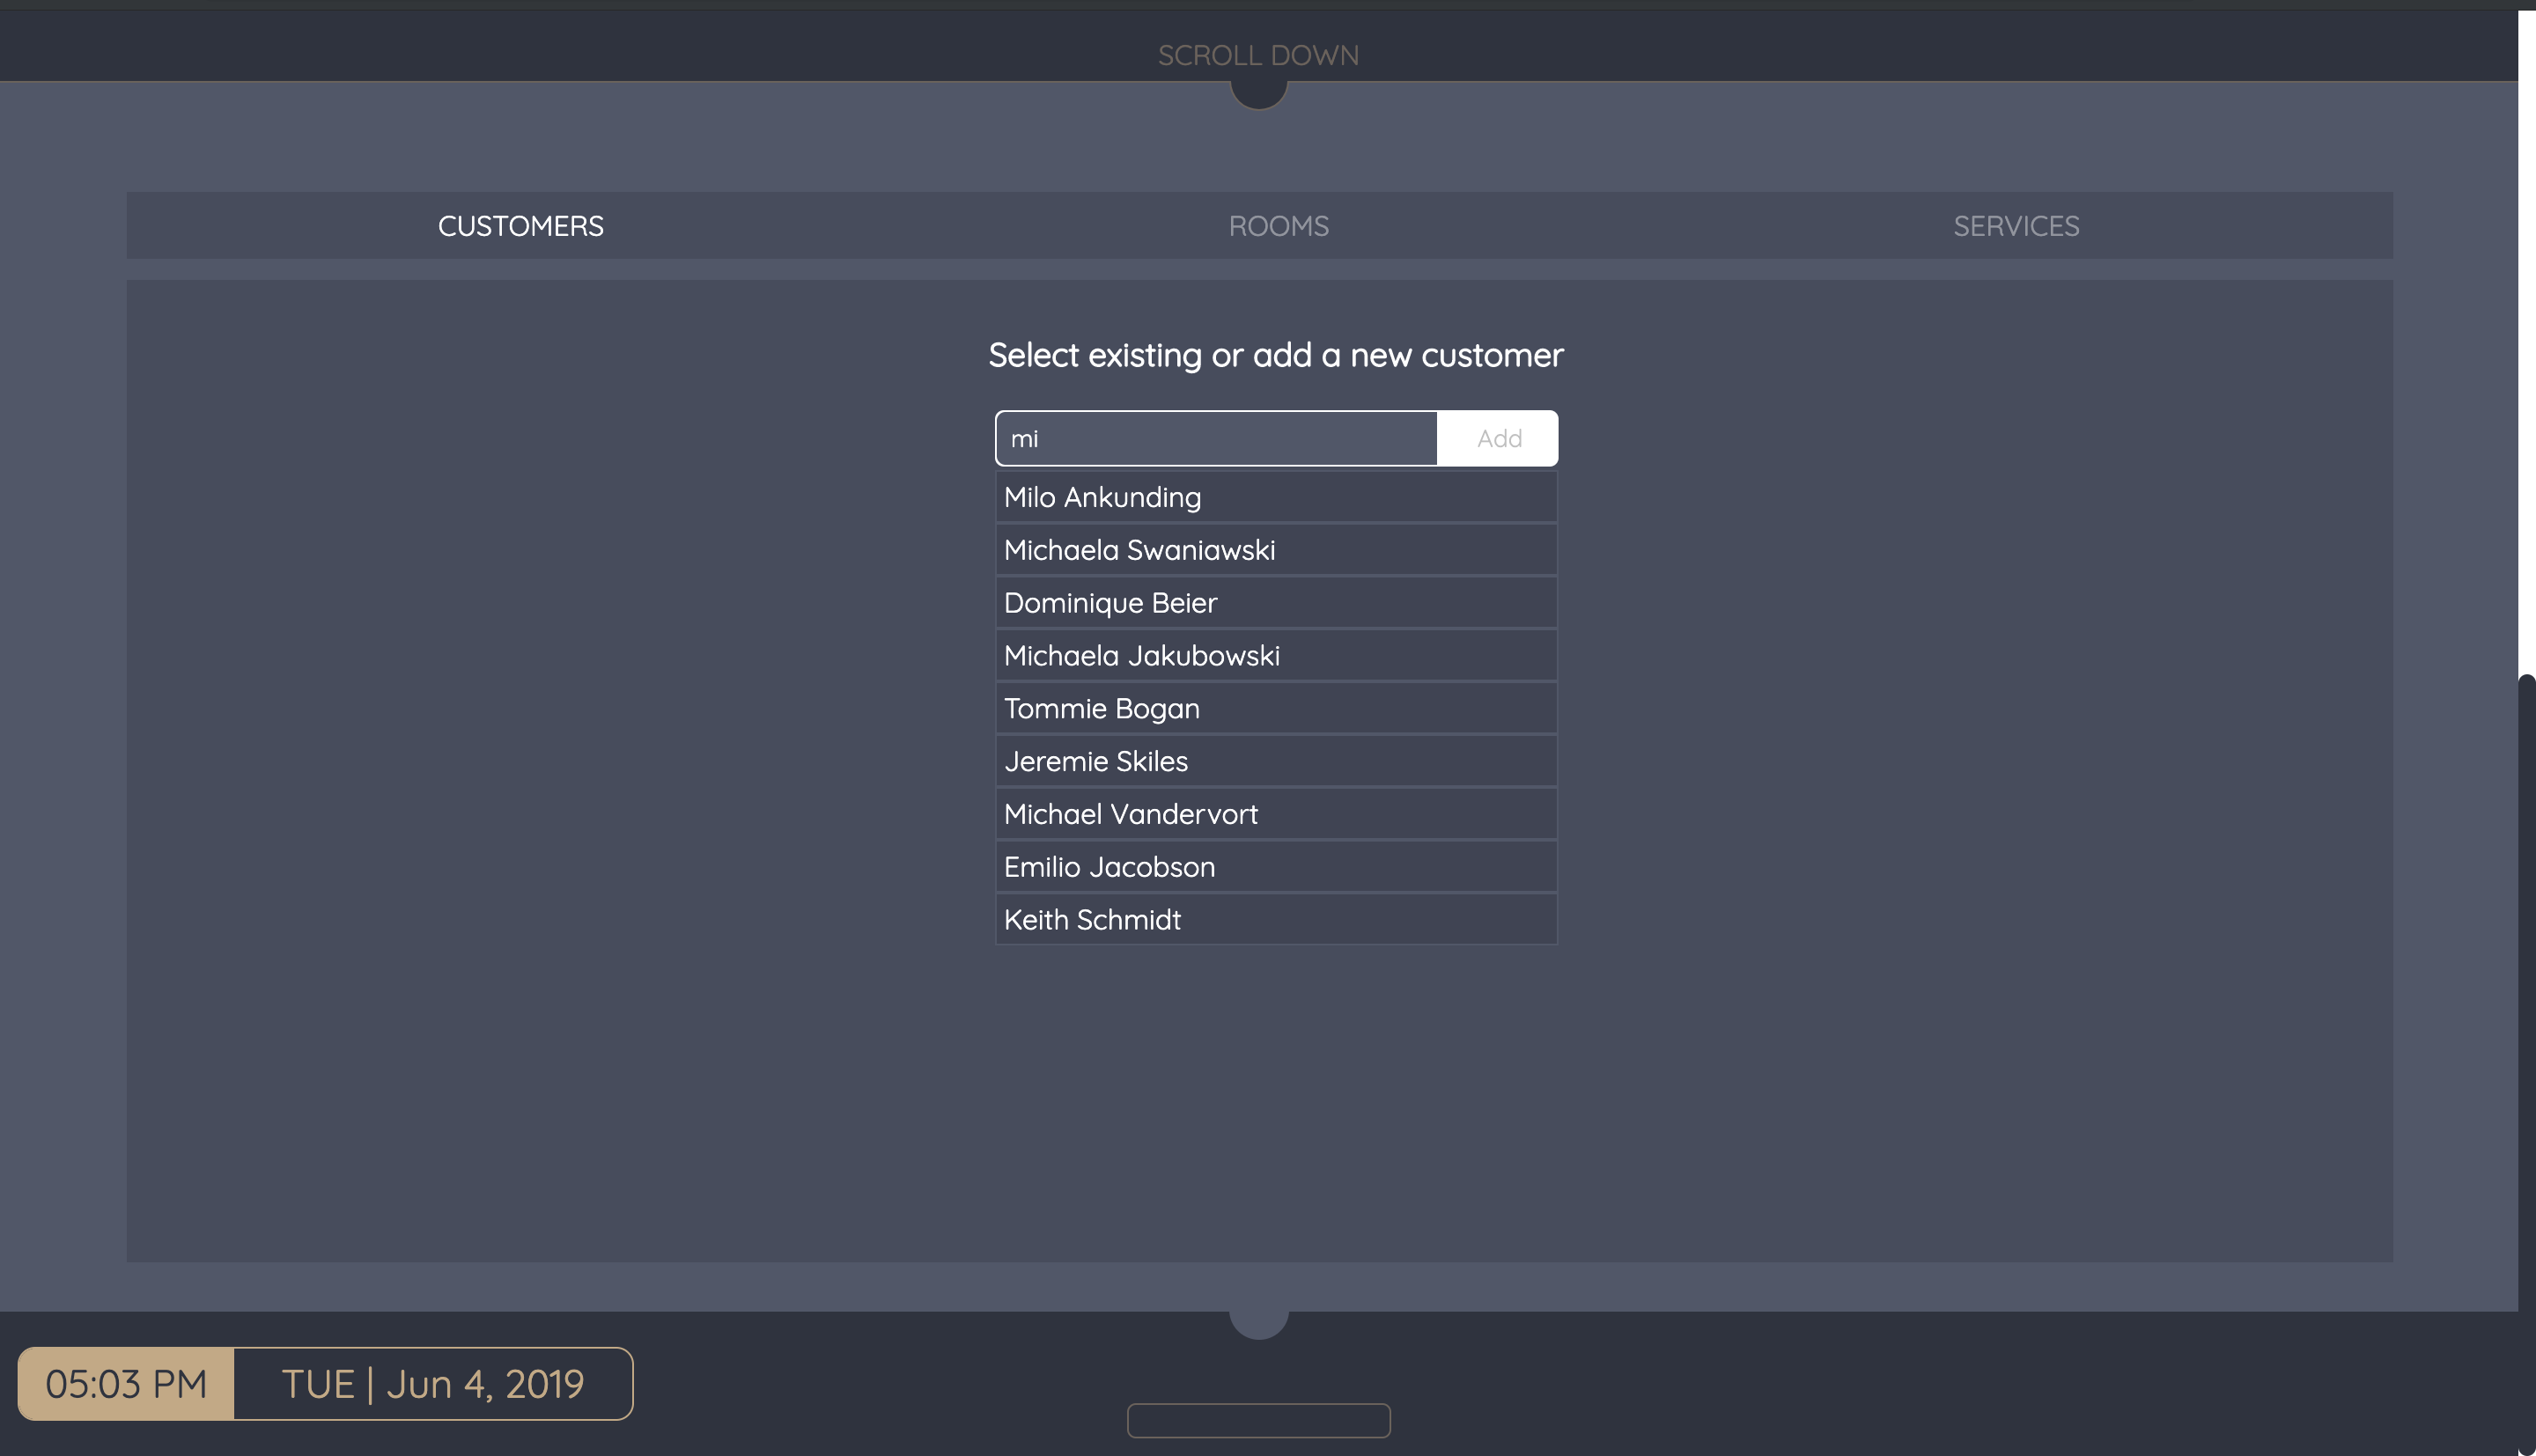 SCROLL DOWN
CUSTOMERS ROOMS SERVICES
Select existing or add a new customer
mi Add
Milo Ankunding
Michaela Swaniawski
Dominique Beier
Michaela Jakubowski
Tommie Bogan
Jeremie Skiles
Michael Vandervort
Emilio Jacobson
Keith Schmidt
05:03 PM TUE | Jun 4, 2019